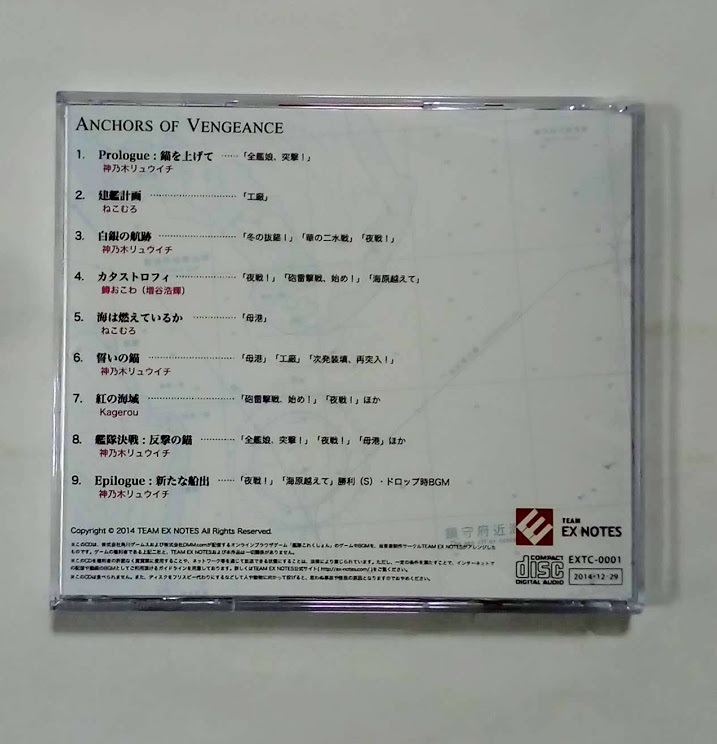 ANCHORS OF VENGEANCE
1. Prologue : 錨を上げて ……「全艦娘、突撃！」
神乃木リュウイチ
2. 建艦計画 ……………………「工廠」
ねこむろ
3. 白銀の航跡 …………………「冬の抜錨！」「華の二水戦」「夜戦！」
神乃木リュウイチ
4. カタストロフィ ……………「夜戦！」「砲雷撃戦、始め！」「海原越えて」
鱒おこわ（増谷浩輝）
5. 海は燃えているか …………「母港」
ねこむろ
6. 誓いの錨 ……………………「母港」「工廠」「次発装填、再突入！」
神乃木リュウイチ
7. 紅の海域 ……………………「砲雷撃戦、始め！」「夜戦！」ほか
Kagerou
8. 艦隊決戦 : 反撃の錨 ………「全艦娘、突撃！」「夜戦！」「母港」ほか
神乃木リュウイチ
9. Epilogue : 新たな船出 ……「夜戦！」「海原越えて」勝利（S）・ドロップ時BGM
神乃木リュウイチ
鎮守府近海
Copyright © 2014 TEAM EX NOTES All Rights Reserved.
TEAM
EX NOTES
COMPACT
disc
DIGITAL AUDIO
EXTC-0001
2014・12・29